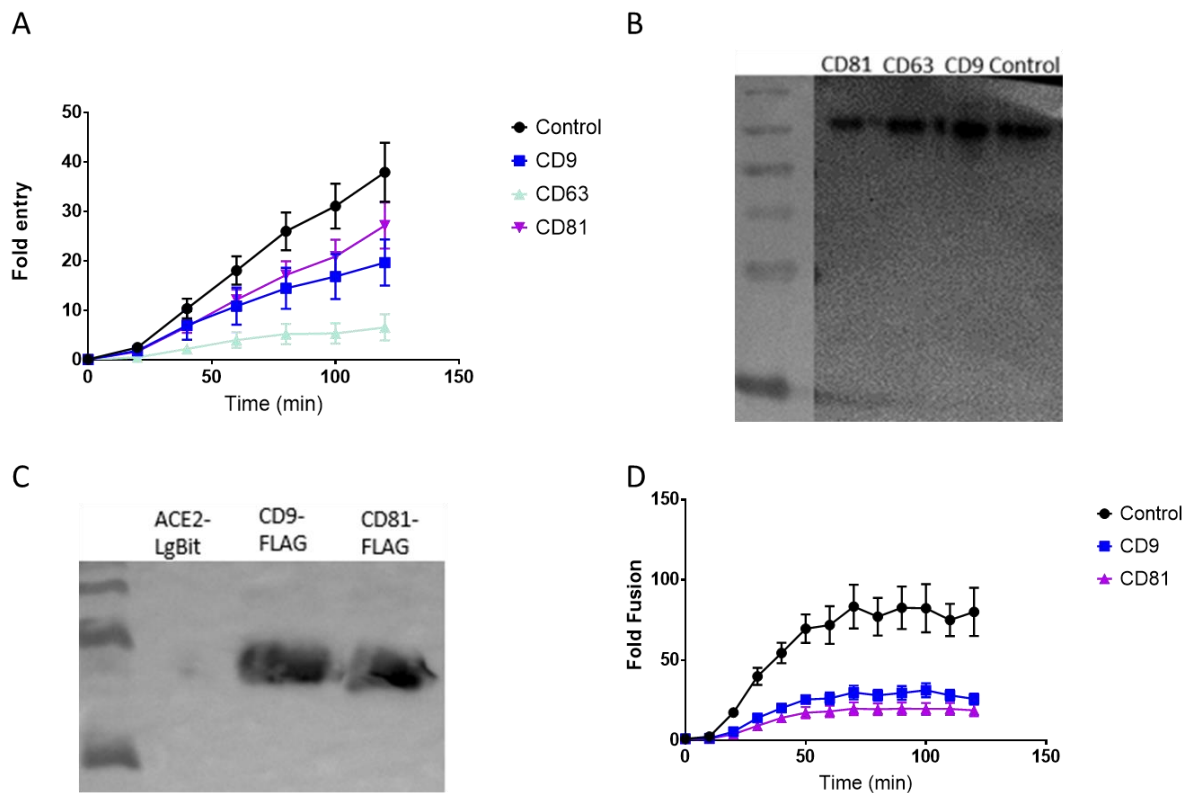 A
50
40
30
20
10
0
0 50 100 150
Fold entry
Time (min)
Control
CD9
CD63
CD81
B
CD81 CD63 CD9 Control
C
ACE2-
LgBit
CD9-
FLAG
CD81-
FLAG
D
150
100
50
0
0 50 100 150
Fold Fusion
Time (min)
Control
CD9
CD81